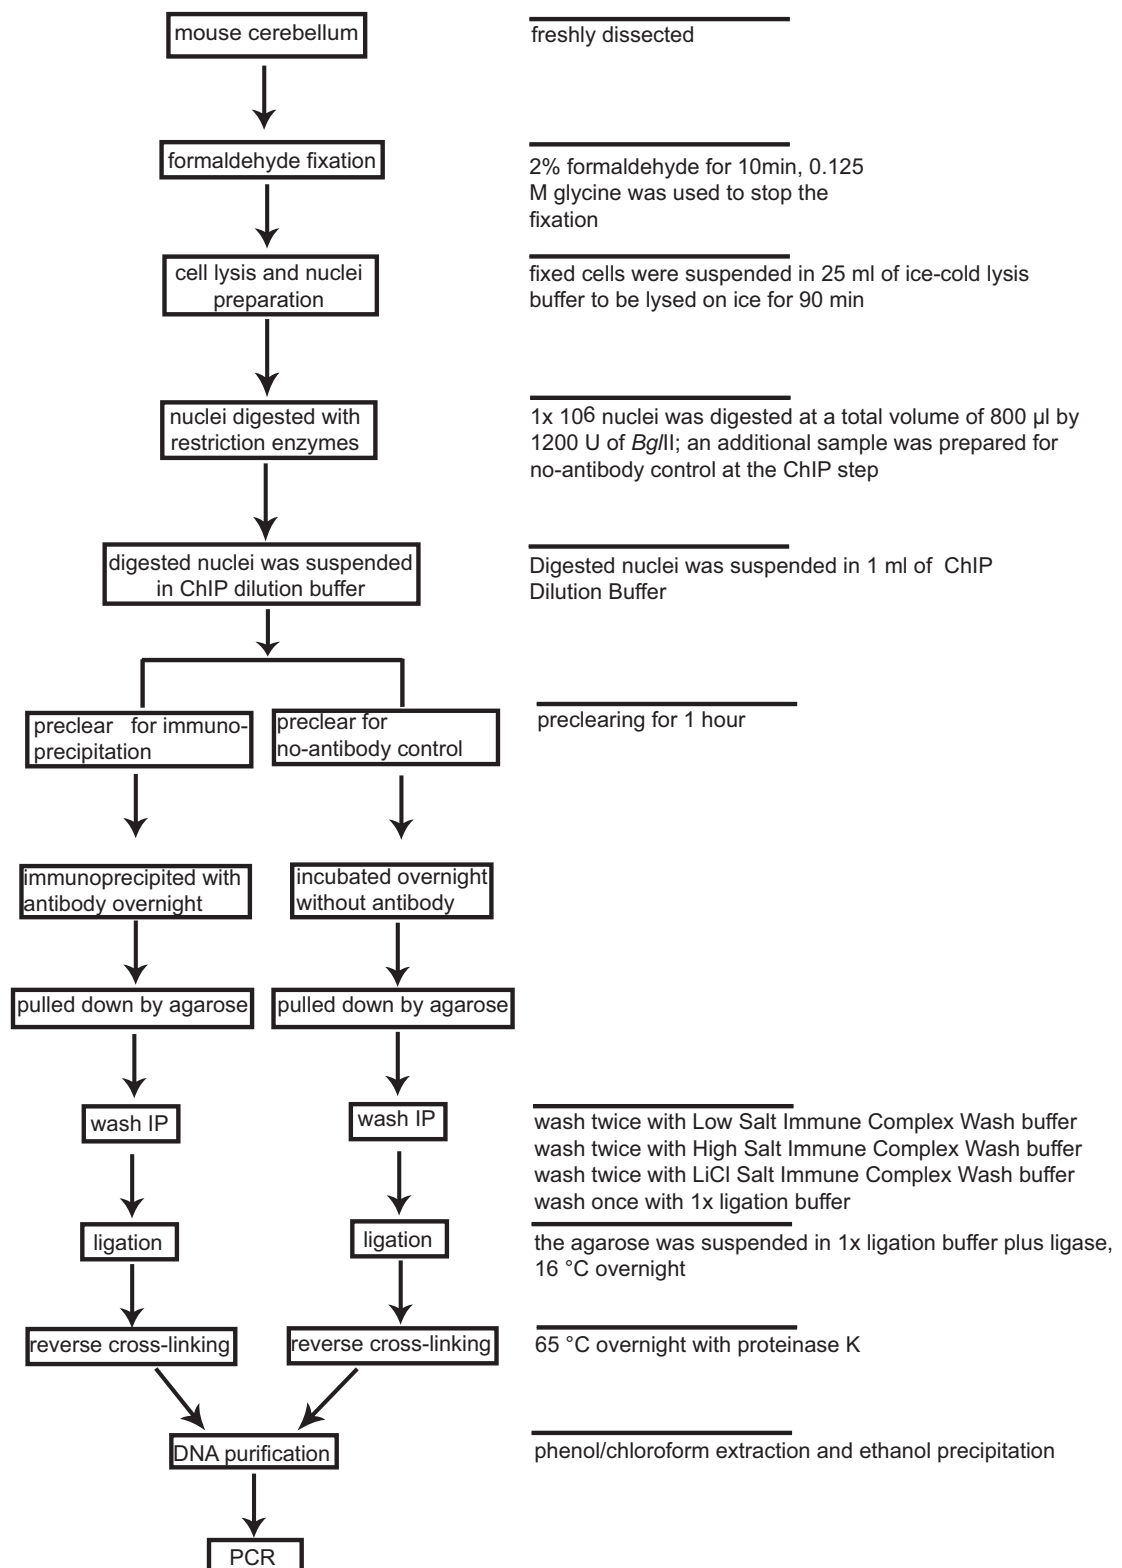 mouse cerebellum
freshly dissected
formaldehyde fixation
2% formaldehyde for 10min, 0.125
M glycine was used to stop the
fixation
cell lysis and nuclei
preparation
fixed cells were suspended in 25 ml of ice-cold lysis
buffer to be lysed on ice for 90 min
nuclei digested with
restriction enzymes
1x 106 nuclei was digested at a total volume of 800 µl by
1200 U of BglII; an additional sample was prepared for
no-antibody control at the ChIP step
digested nuclei was suspended
in ChIP dilution buffer
Digested nuclei was suspended in 1 ml of ChIP
Dilution Buffer
preclear for immuno-
precipitation
preclear for
no-antibody control
preclearing for 1 hour
immunoprecipited with
antibody overnight
incubated overnight
without antibody
pulled down by agarose
pulled down by agarose
wash IP
wash IP
wash twice with Low Salt Immune Complex Wash buffer
wash twice with High Salt Immune Complex Wash buffer
wash twice with LiCl Salt Immune Complex Wash buffer
wash once with 1x ligation buffer
ligation
ligation
the agarose was suspended in 1x ligation buffer plus ligase,
16 °C overnight
reverse cross-linking
reverse cross-linking
65 °C overnight with proteinase K
DNA purification
phenol/chloroform extraction and ethanol precipitation
PCR